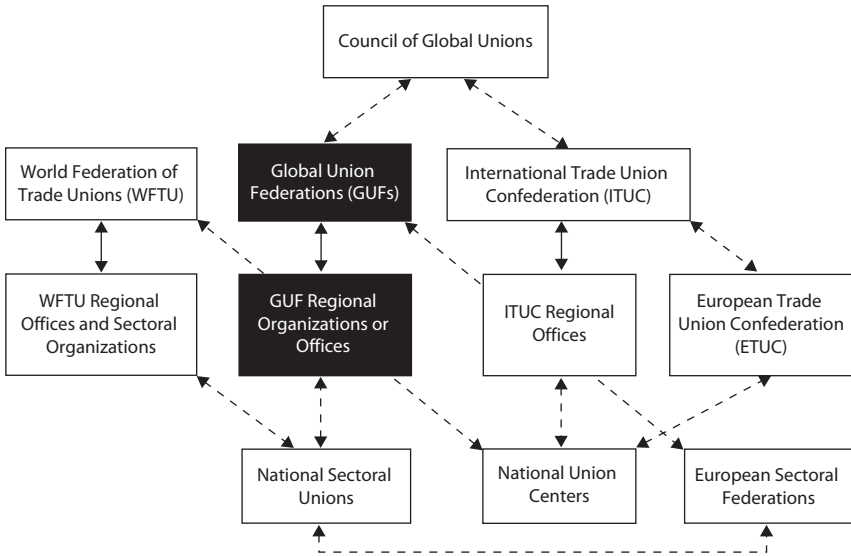 Council of Global Unions
World Federation of
Trade Unions (WFTU)
Global Union
Federations (GUFs)
International Trade Union
Confederation (ITUC)
WFTU Regional
Offices and Sectoral
Organizations
GUF Regional
Organizations or
Offices
ITUC Regional
Offices
European Trade
Union Confederation
(ETUC)
National Sectoral
Unions
National Union
Centers
European Sectoral
Federations